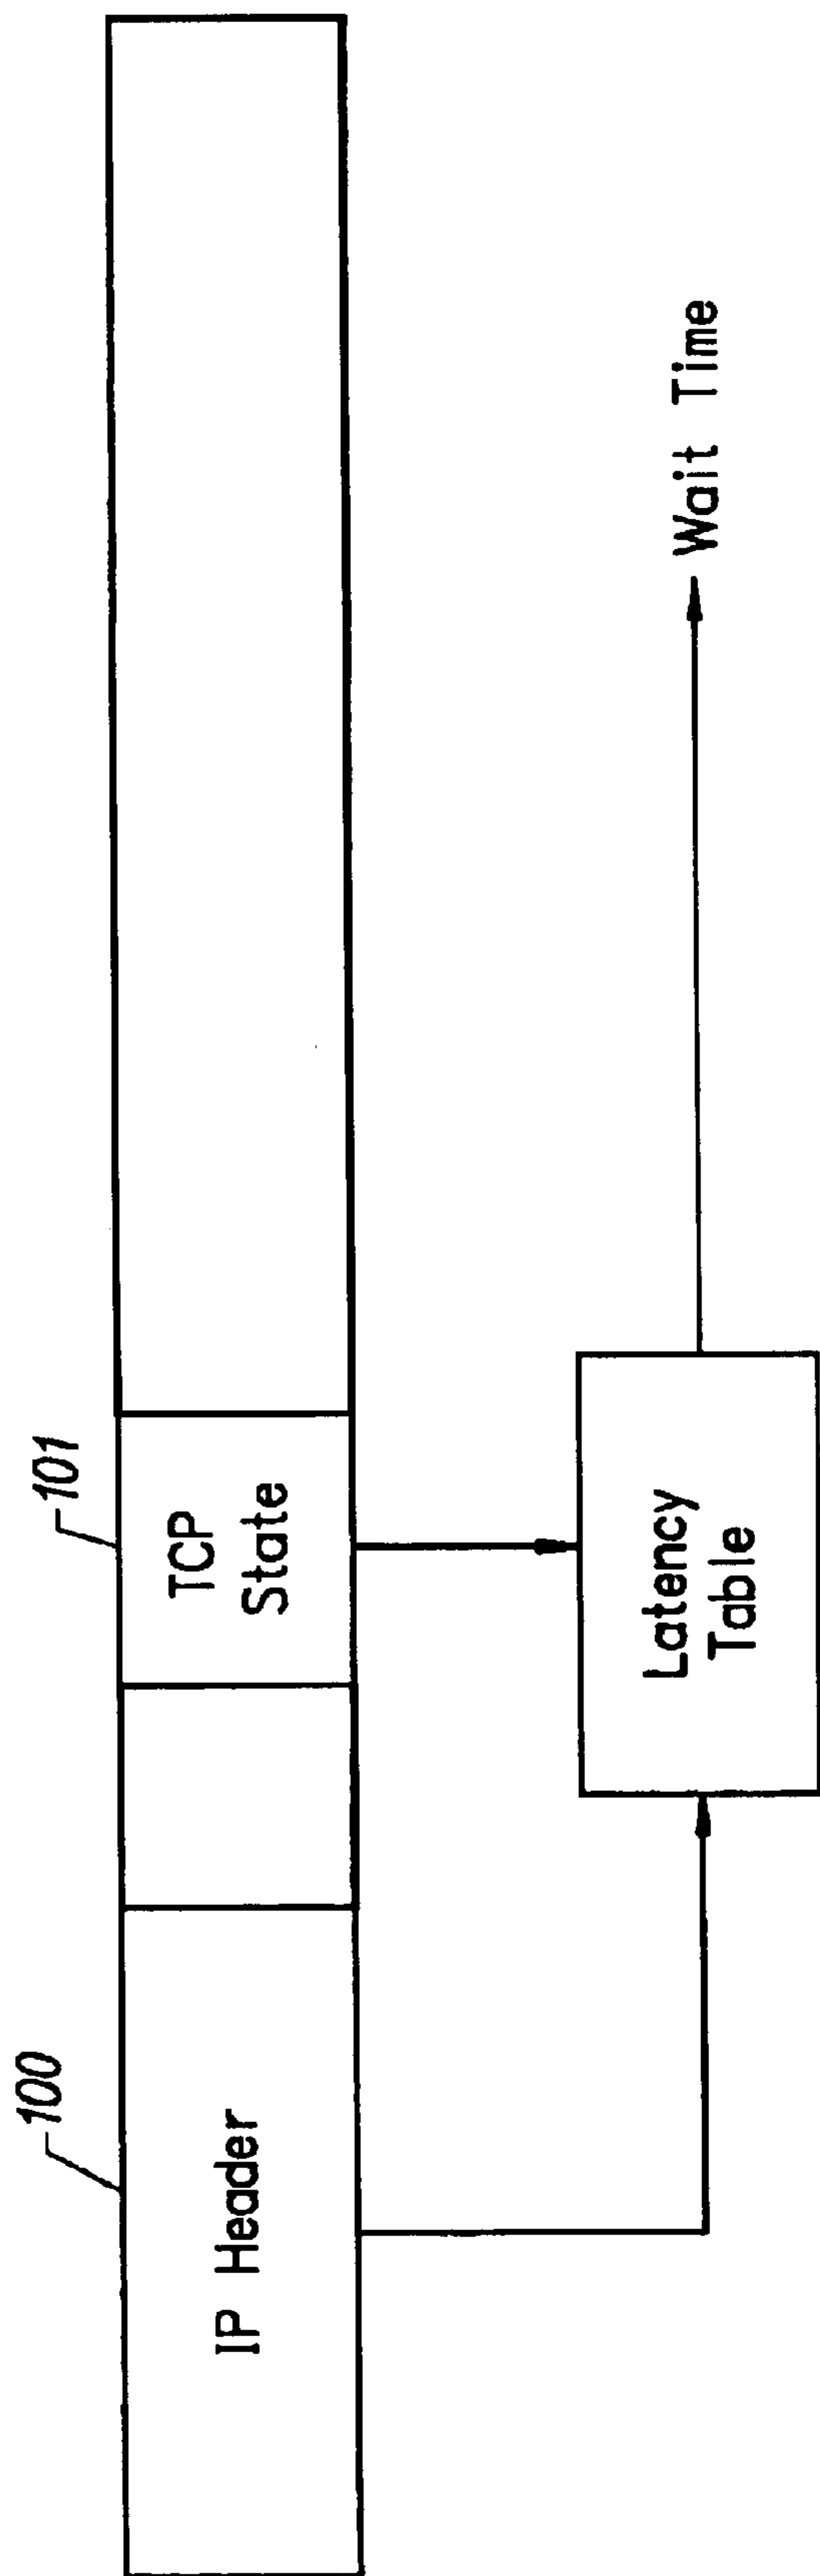 100
101
IP Header
TCP
State
Latency
Table
Wait Time